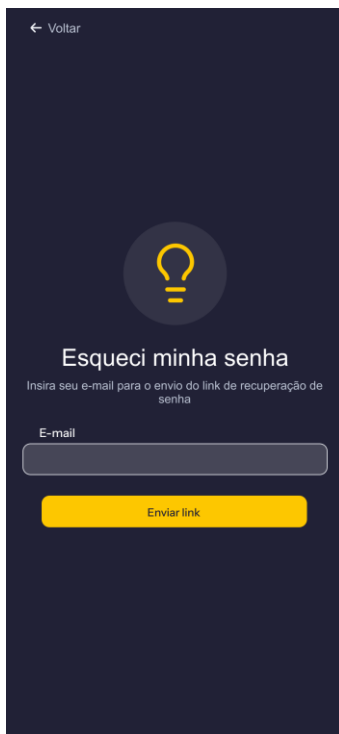 Voltar
Esqueci minha senha
Insira seu e-mail para o envio do link de recuperação de
senha
E-mail
Enviar link